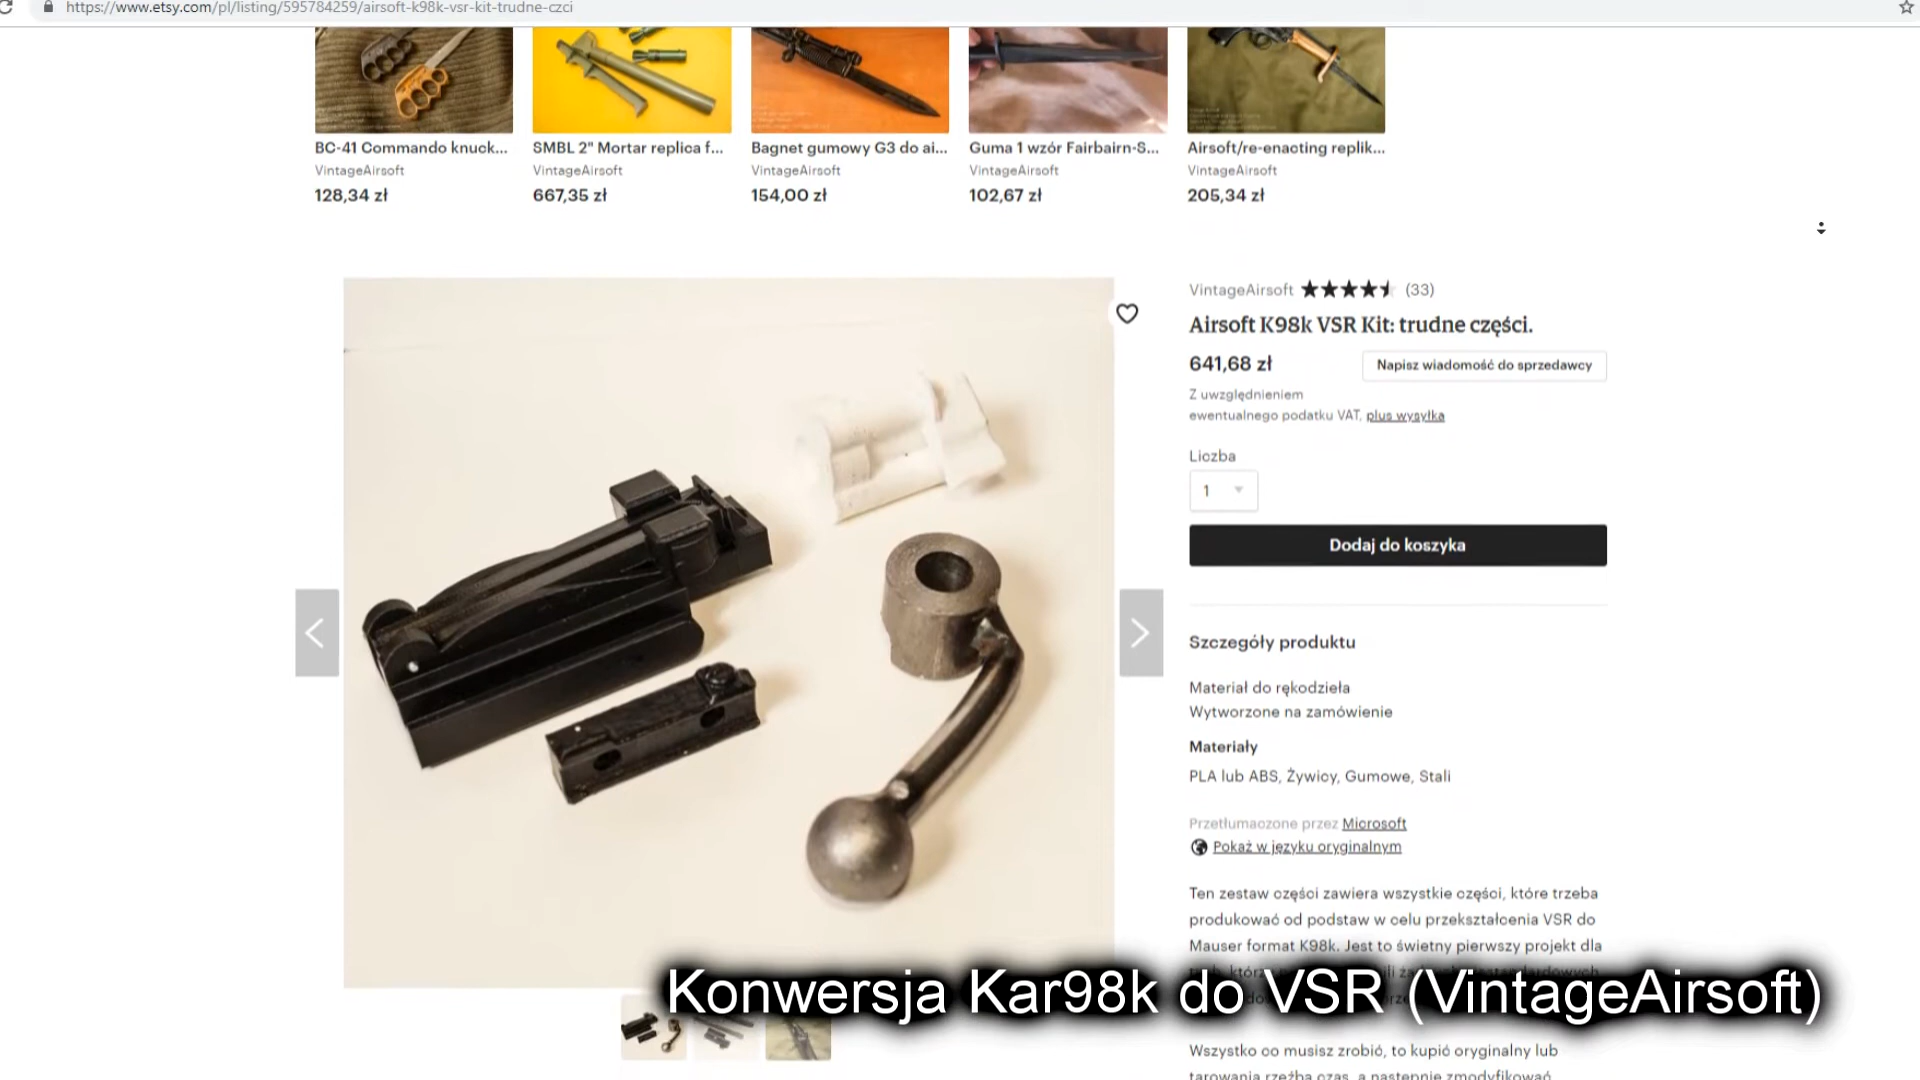 https://www.etsy.com/pl/listing/595784259/airsoft-k98k-vsr-kit-trudne-czci
BC-41 Commando knuck...
SMBL 2" Mortar replica f...
Bagnet gumowy G3 do ai...
Guma 1 wzór Fairbairn-S...
Airsoft/re-enacting replik...
VintageAirsoft
VintageAirsoft
VintageAirsoft
VintageAirsoft
VintageAirsoft
128,34 zł
667,35 zł
154,00 zł
102,67 zł
205,34 zł
VintageAirsoft ★★★★ (33)
Airsoft K98k VSR Kit: trudne części.
641,68 zł
Napisz wiadomość do sprzedawcy
Z uwzględnieniem
ewentualnego podatku VAT, plus wysyłka
Liczba
1
Dodaj do koszyka
Szczegóły produktu
Materiał do rękodzieła
Wytworzone na zamówienie
Materiały
PLA lub ABS, Żywicy, Gumowe, Stali
Przetłumaczone przez Microsoft
Pokaż w języku oryginalnym
Ten zestaw części zawiera wszystkie części, które trzeba
produkować od podstaw w celu przekształcenia VSR do
Mauser format K98k. Jest to świetny pierwszy projekt dla
Konwersja Kar98k do VSR (VintageAirsoft)
Wszystko co musisz zrobić, to kupić oryginalny lub
tarowania rzeźba czas, a następnie zmodyfikować